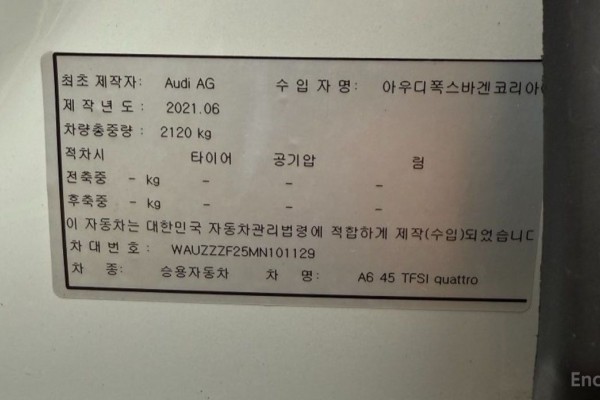 최초 제작자: Audi AG 수 입 자 명: 아우디폭스바겐코리아
제 작 년 도 : 2021.06
차량총중량 : 2120 kg
적차시 타이어 공기압 림
전축중 - kg - - -
후축중 - kg - - -
이 자동차는 대한민국 자동차관리법령에 적합하게 제작(수입)되었습니다
차 대 번 호 : WAUZZZF25MN101129
차 종: 승용자동차 차 명: A6 45 TFSI quattro
Enc